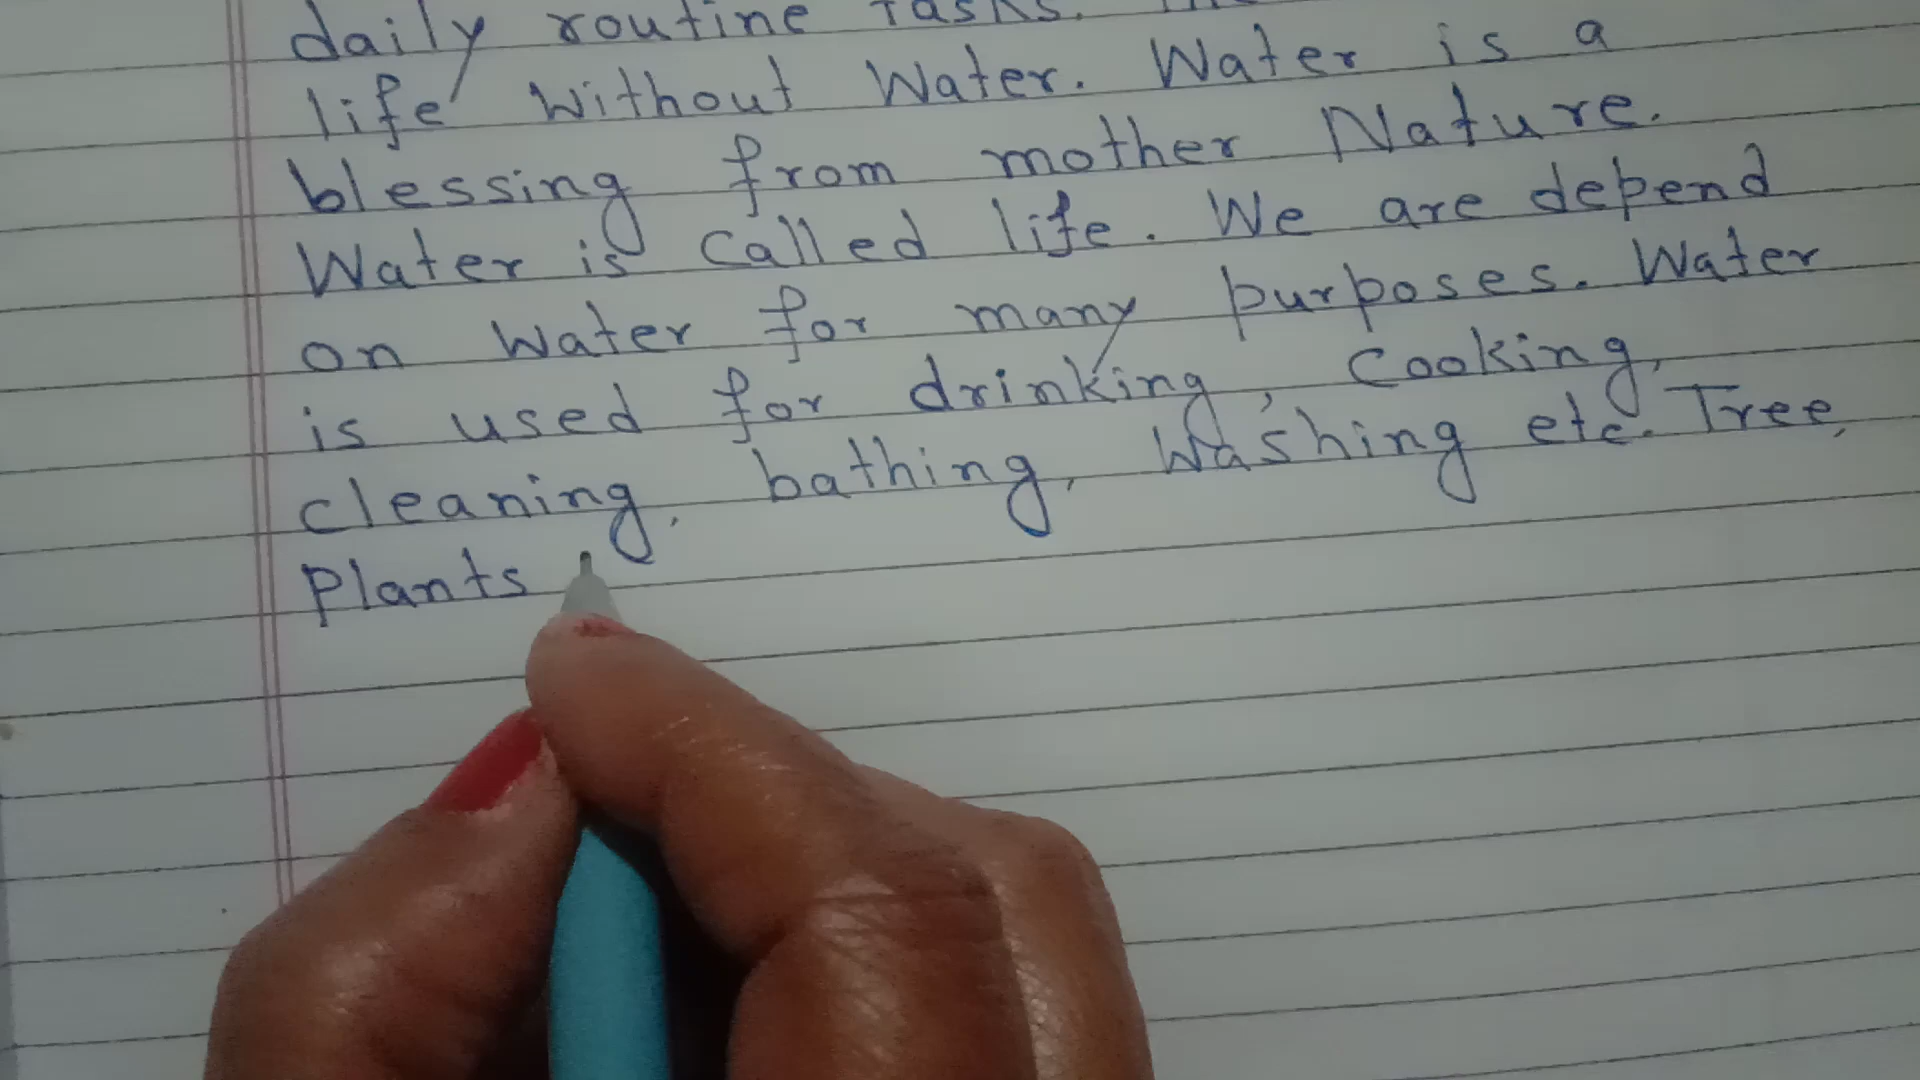 daily routine tasks.
life without Water. Water is a
blessing from mother Nature.
Water is called life. We are depend
on water for many purposes. Water
is used for drinking, cooking,
cleaning, bathing, washing etc. Tree,
Plants